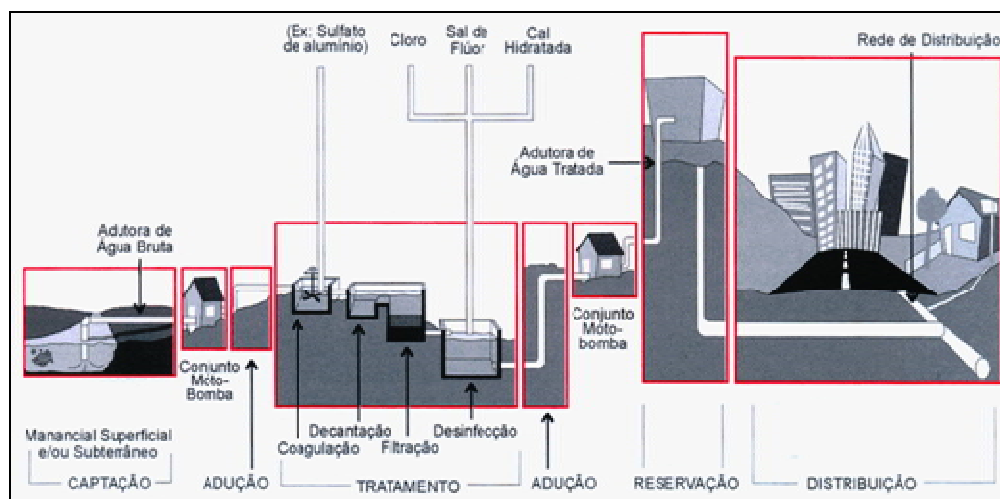 (Ex: Sulfato
de alumínio)
Cloro
Sal de
Flúor
Cal
Hidratada
Rede de Distribuição
Adutora de
Água Tratada
Adutora de
Água Bruta
Conjunto
Moto-
Bomba
Conjunto
Móto-
bomba
Decantação
Desinfecção
Coagulação
Filtração
Manancial Superficial
e/ou Subterrâneo
CAPTAÇÃO
ADUÇÃO
TRATAMENTO
ADUÇÃO
RESERVAÇÃO
DISTRIBUIÇÃO